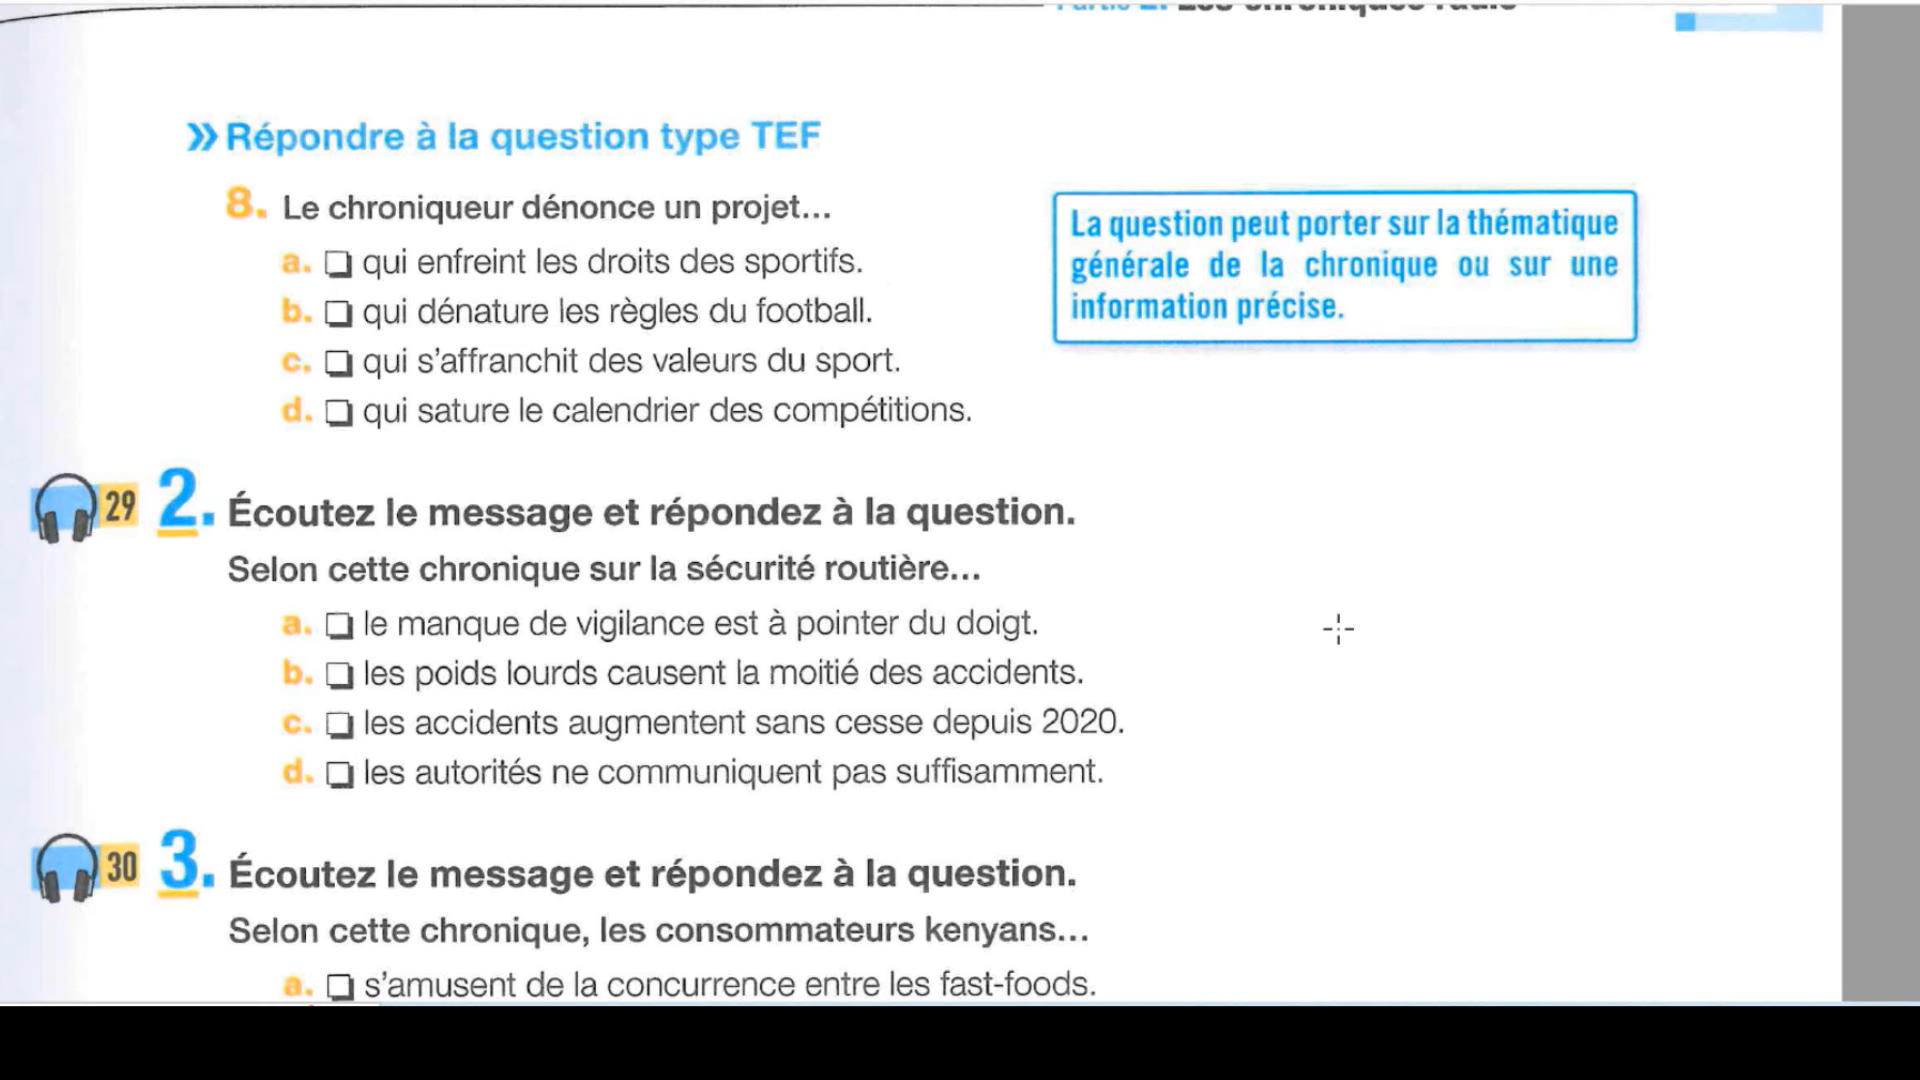 » Répondre à la question type TEF
8. Le chroniqueur dénonce un projet...
a. ❏ qui enfreint les droits des sportifs.
b. ❏ qui dénature les règles du football.
c. ❏ qui s'affranchit des valeurs du sport.
d. ❏ qui sature le calendrier des compétitions.
La question peut porter sur la thématique
générale de la chronique ou sur une
information précise.
29 2. Écoutez le message et répondez à la question.
Selon cette chronique sur la sécurité routière...
a. ❏ le manque de vigilance est à pointer du doigt.
b. ❏ les poids lourds causent la moitié des accidents.
c. ❏ les accidents augmentent sans cesse depuis 2020.
d. ❏ les autorités ne communiquent pas suffisamment.
30 3. Écoutez le message et répondez à la question.
Selon cette chronique, les consommateurs kenyans...
a. ❏ s'amusent de la concurrence entre les fast-foods.